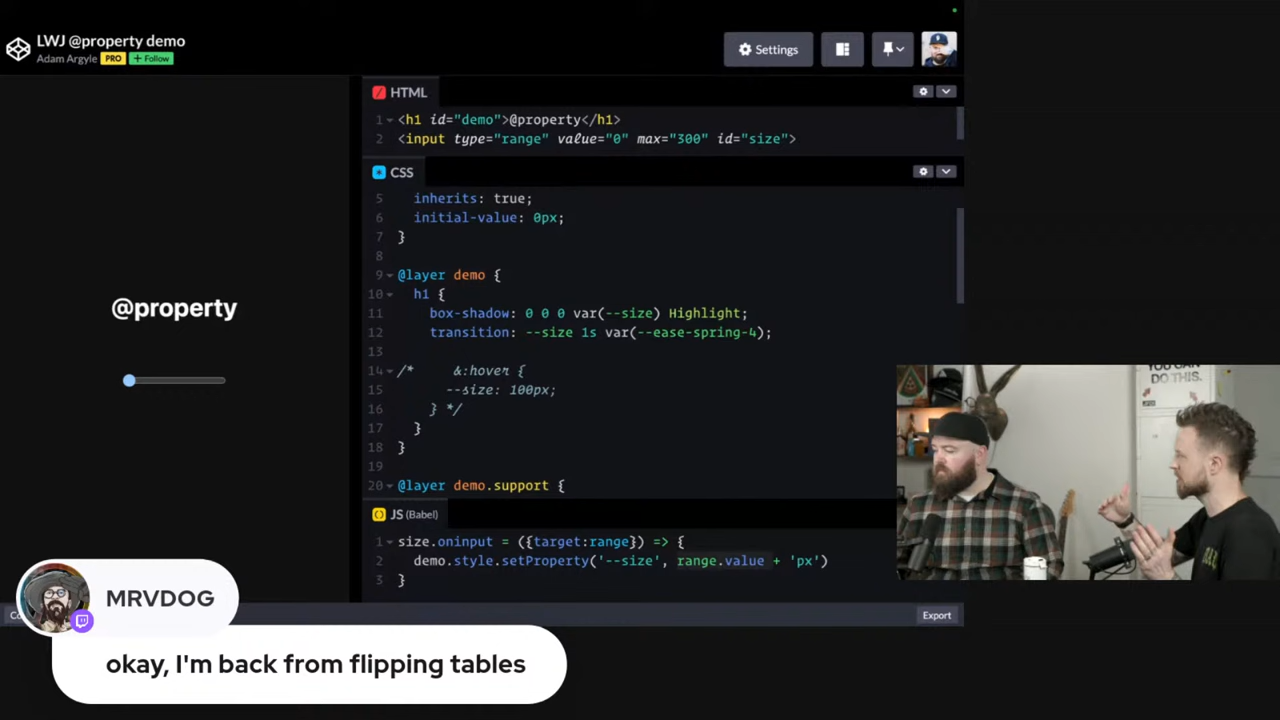 LWJ @property demo
Adam Argyle PRO + Follow
Settings
HTML
1 <h1 id="demo">@property</h1>
2 <input type="range" value="0" max="300" id="size">
CSS
5 inherits: true;
6 initial-value: 0px;
7 }
8
9 @layer demo {
10 h1 {
11 box-shadow: 0 0 0 var(--size) Highlight;
12 transition: --size 1s var(--ease-spring-4);
13
14 /* &:hover {
15 --size: 100px;
16 } */
17 }
18 }
19
20 @layer demo.support {
JS (Babel)
1 size.oninput = ({target:range}) => {
2 demo.style.setProperty('--size', range.value + 'px')
3 }
@property
YOU CAN
DO THIS.
Export
MRVDOG
okay, I'm back from flipping tables